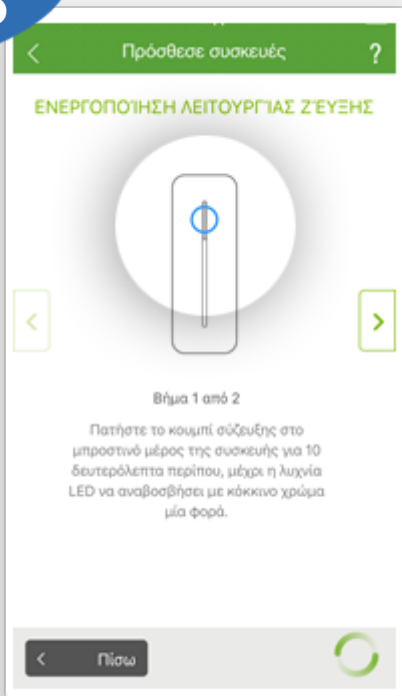 Πρόσθεσε συσκευές
?
ΕΝΕΡΓΟΠΟΊΗΣΗ ΛΕΙΤΟΥΡΓΊΑΣ ΖΈΥΞΗΣ
Βήμα 1 από 2
Πατήστε το κουμπί σύζευξης στο
μπροστινό μέρος της συσκευής για 10
δευτερόλεπτα περίπου, μέχρι η λυχνία
LED να αναβοσβήσει με κόκκινο χρώμα
μία φορά.
Πίσω